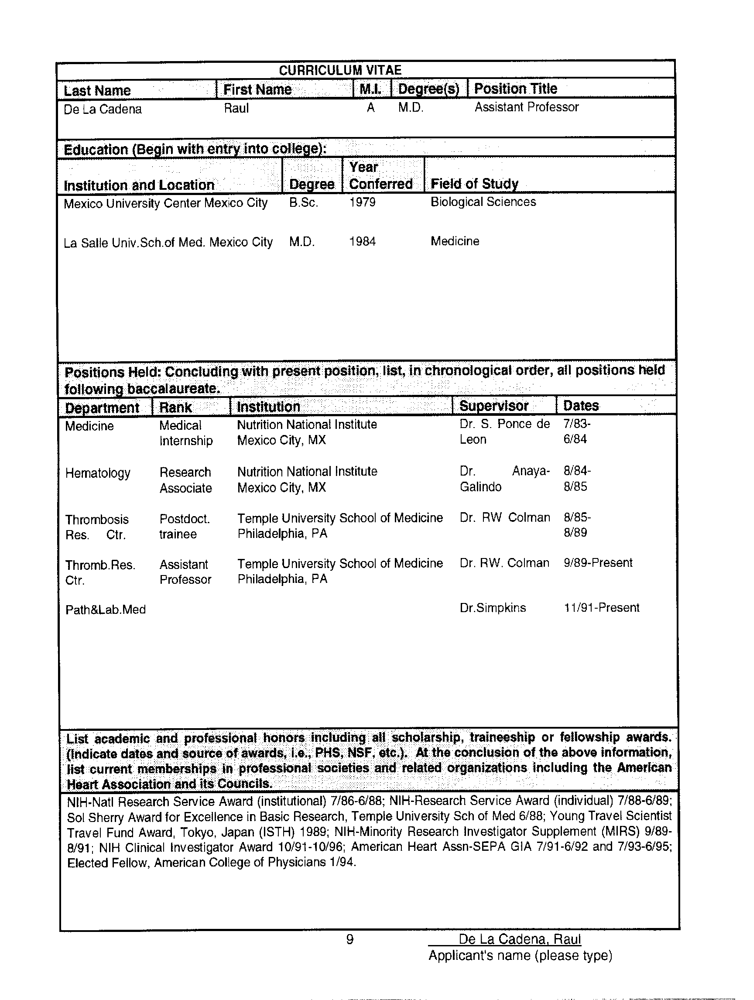 CURRICULUM VITAE
Last Name First Name M.I. Degree(s) Position Title
De La Cadena Raul A M.D. Assistant Professor
Education (Begin with entry into college):
Institution and Location Degree Year Conferred Field of Study
Mexico University Center Mexico City B.Sc. 1979 Biological Sciences
La Salle Univ.Sch.of Med. Mexico City M.D. 1984 Medicine
Positions Held: Concluding with present position, list, in chronological order, all positions held
following baccalaureate.
Department Rank Institution Supervisor Dates
Medicine Medical Nutrition National Institute Dr. S. Ponce de 7/83-
Internship Mexico City, MX Leon 6/84
Hematology Research Nutrition National Institute Dr. Anaya- 8/84-
Associate Mexico City, MX Galindo 8/85
Thrombosis Postdoct. Temple University School of Medicine Dr. RW Colman 8/85-
Res. Ctr. trainee Philadelphia, PA 8/89
Thromb.Res. Assistant Temple University School of Medicine Dr. RW. Colman 9/89-Present
Ctr. Professor Philadelphia, PA
Path&Lab.Med Dr.Simpkins 11/91-Present
List academic and professional honors including all scholarship, traineeship or fellowship awards.
(Indicate dates and source of awards, i.e., PHS, NSF, etc.). At the conclusion of the above information,
list current memberships in professional societies and related organizations including the American
Heart Association and its Councils.
NIH-Natl Research Service Award (institutional) 7/86-6/88; NIH-Research Service Award (individual) 7/88-6/89;
Sol Sherry Award for Excellence in Basic Research, Temple University Sch of Med 6/88; Young Travel Scientist
Travel Fund Award, Tokyo, Japan (ISTH) 1989; NIH-Minority Research Investigator Supplement (MIRS) 9/89-
8/91; NIH Clinical Investigator Award 10/91-10/96; American Heart Assn-SEPA GIA 7/91-6/92 and 7/93-6/95;
Elected Fellow, American College of Physicians 1/94.
9 De La Cadena, Raul
Applicant's name (please type)